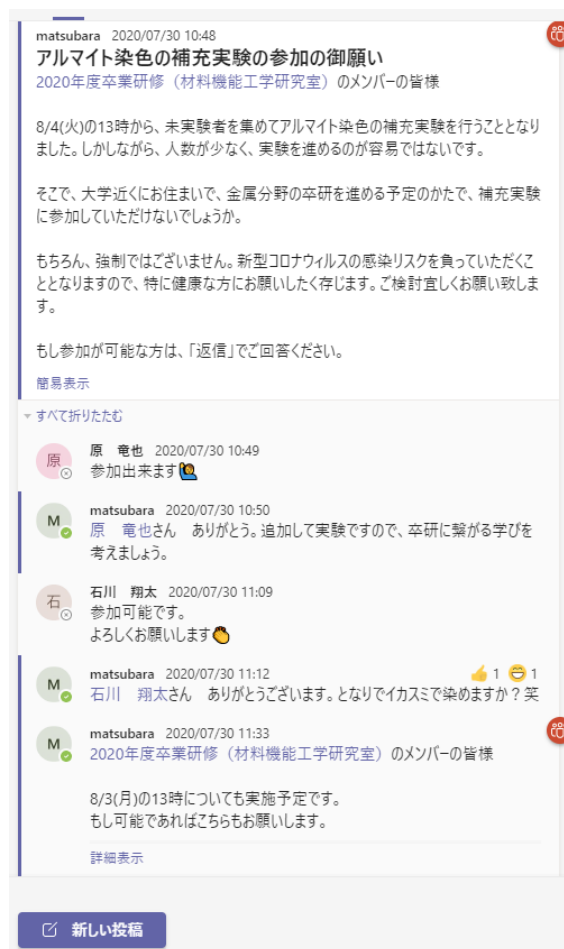 matsubara 2020/07/30 10:48
アルマイト染色の補充実験の参加の御願い
2020年度卒業研修（材料機能工学研究室）のメンバーの皆様
8/4(火)の13時から、未実験者を集めてアルマイト染色の補充実験を行うこととなり
ました。しかしながら、人数が少なく、実験を進めるのが容易ではないです。
そこで、大学近くにお住まいで、金属分野の卒研を進める予定のかたで、補充実験
に参加していただけないでしょうか。
もちろん、強制ではございません。新型コロナウィルスの感染リスクを負っていただくこ
ととなりますので、特に健康な方にお願いしたく存じます。ご検討宜しくお願い致しま
す。
もし参加が可能な方は、「返信」でご回答ください。
簡易表示
すべて折りたたむ
原
原　竜也 2020/07/30 10:49
参加出来ます🙋‍♂️
M
matsubara 2020/07/30 10:50
原　竜也さん　ありがとう。追加して実験ですので、卒研に繋がる学びを
考えましょう。
石
石川　翔太 2020/07/30 11:09
参加可能です。
よろしくお願いします👏
M
matsubara 2020/07/30 11:12 👍 1 😄 1
石川　翔太さん　ありがとうございます。となりでイカスミで染めますか？笑
M
matsubara 2020/07/30 11:33
2020年度卒業研修（材料機能工学研究室）のメンバーの皆様
8/3(月)の13時についても実施予定です。
もし可能であればこちらもお願いします。
詳細表示
新しい投稿